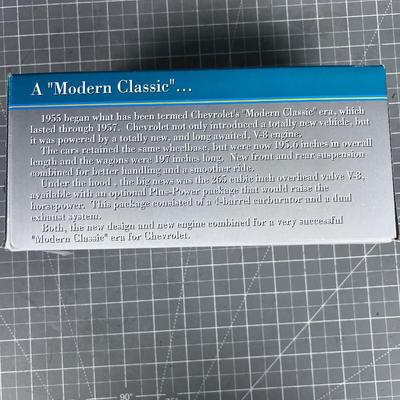 A "Modern Classic"...
1955 began what has been termed Chevrolet's "Modern Classic" era, which
lasted through 1957. Chevrolet not only introduced a totally new vehicle, but
it was powered by a totally new, and long awaited, V-8 engine.
The cars retained the same wheelbase, but were now 195.6 inches in overall
length and the wagons were 197 inches long. New front and rear suspension
combined for better handling and a smoother ride.
Under the hood , the big news was the 265 cubic inch overhead valve V-8,
available with an optional Plus-Power package that would raise the
horsepower. This package consisted of a 4-barrel carburator and a dual
exhaust system.
Both, the new design and new engine combined for a very successful
"Modern Classic" era for Chevrolet.
90°